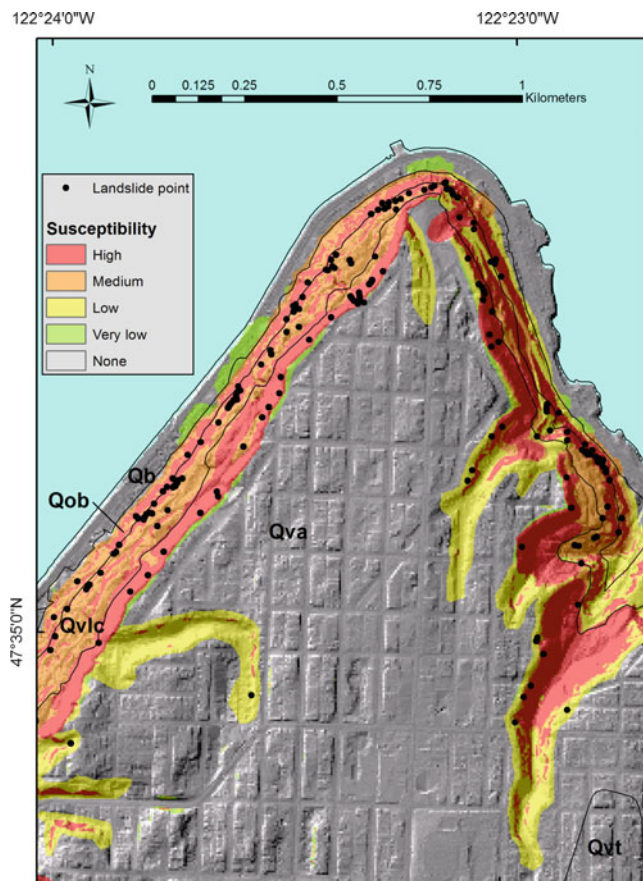 122°24'0"W
122°23'0"W
N
0 0.125 0.25 0.5 0.75 1
Kilometers
Landslide point
Susceptibility
High
Medium
Low
Very low
None
Qb
Qob
Qva
Qvlc
47°35'0"N
Qvt